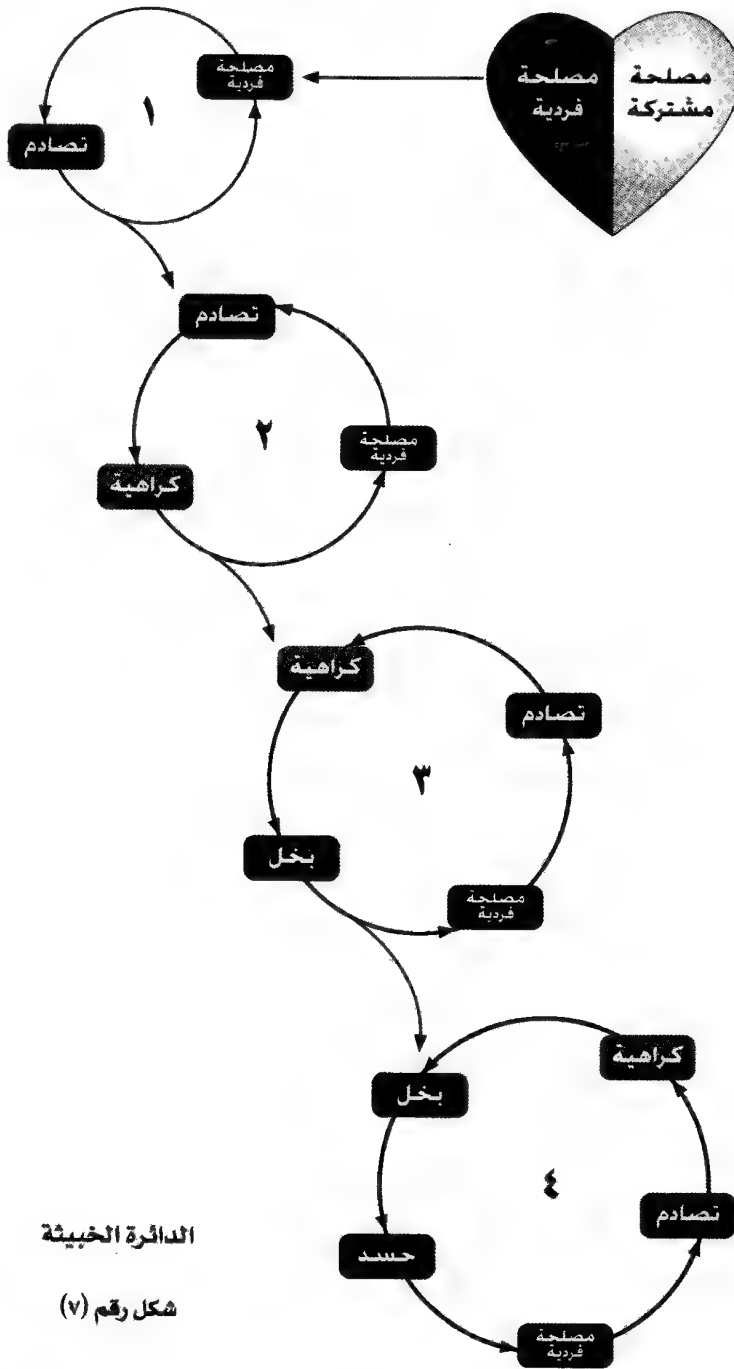 مصلحة
مشتركة
مصلحة
فردية
مصلحة
فردية
١
تصادم
تصادم
٢
مصلحة
فردية
كراهية
كراهية
تصادم
٣
بخل
مصلحة
فردية
كراهية
بخل
٤
تصادم
حسد
مصلحة
فردية
الدائرة الخبيثة
شكل رقم (٧)